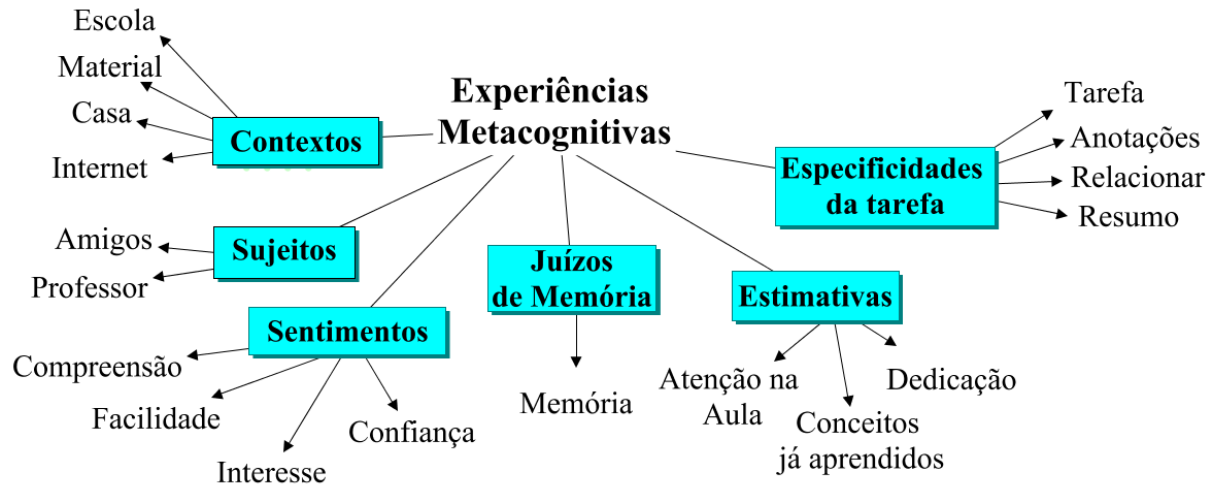 Experiências
Metacognitivas
Contextos
Escola
Material
Casa
Internet
Sujeitos
Amigos
Professor
Sentimentos
Compreensão
Facilidade
Interesse
Confiança
Juízos
de Memória
Memória
Estimativas
Atenção na
Aula
Conceitos
já aprendidos
Dedicação
Especificidades
da tarefa
Tarefa
Anotações
Relacionar
Resumo